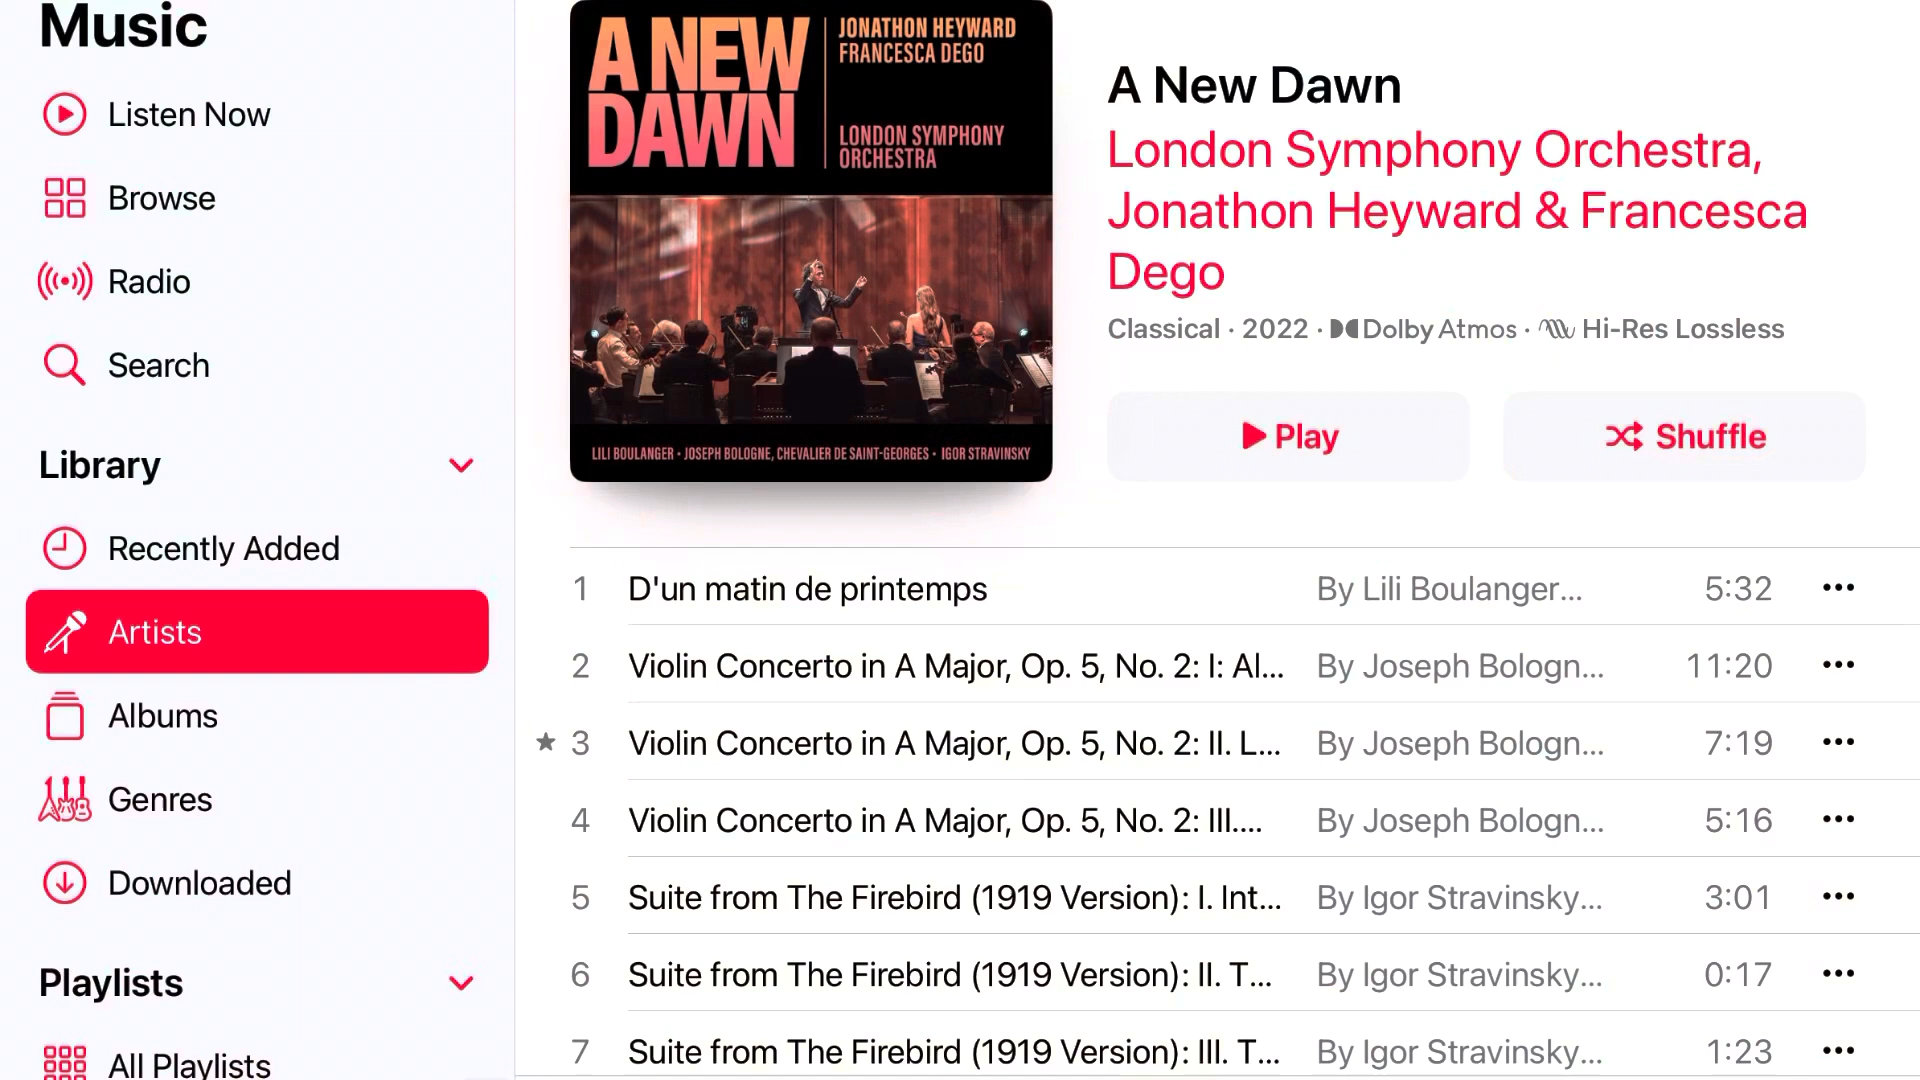 Music
Listen Now
Browse
Radio
Search
Library
Recently Added
Artists
Albums
Genres
Downloaded
Playlists
All Playlists
A NEW
DAWN
JONATHON HEYWARD
FRANCESCA DEGO
LONDON SYMPHONY
ORCHESTRA
LILI BOULANGER • JOSEPH BOLOGNE, CHEVALIER DE SAINT-GEORGES • IGOR STRAVINSKY
A New Dawn
London Symphony Orchestra,
Jonathon Heyward & Francesca
Dego
Classical · 2022 · Dolby Atmos · Hi-Res Lossless
Play
Shuffle
1 D'un matin de printemps By Lili Boulanger... 5:32
2 Violin Concerto in A Major, Op. 5, No. 2: I: Al... By Joseph Bologn... 11:20
★ 3 Violin Concerto in A Major, Op. 5, No. 2: II. L... By Joseph Bologn... 7:19
4 Violin Concerto in A Major, Op. 5, No. 2: III.... By Joseph Bologn... 5:16
5 Suite from The Firebird (1919 Version): I. Int... By Igor Stravinsky... 3:01
6 Suite from The Firebird (1919 Version): II. T... By Igor Stravinsky... 0:17
7 Suite from The Firebird (1919 Version): III. T... By Igor Stravinsky... 1:23